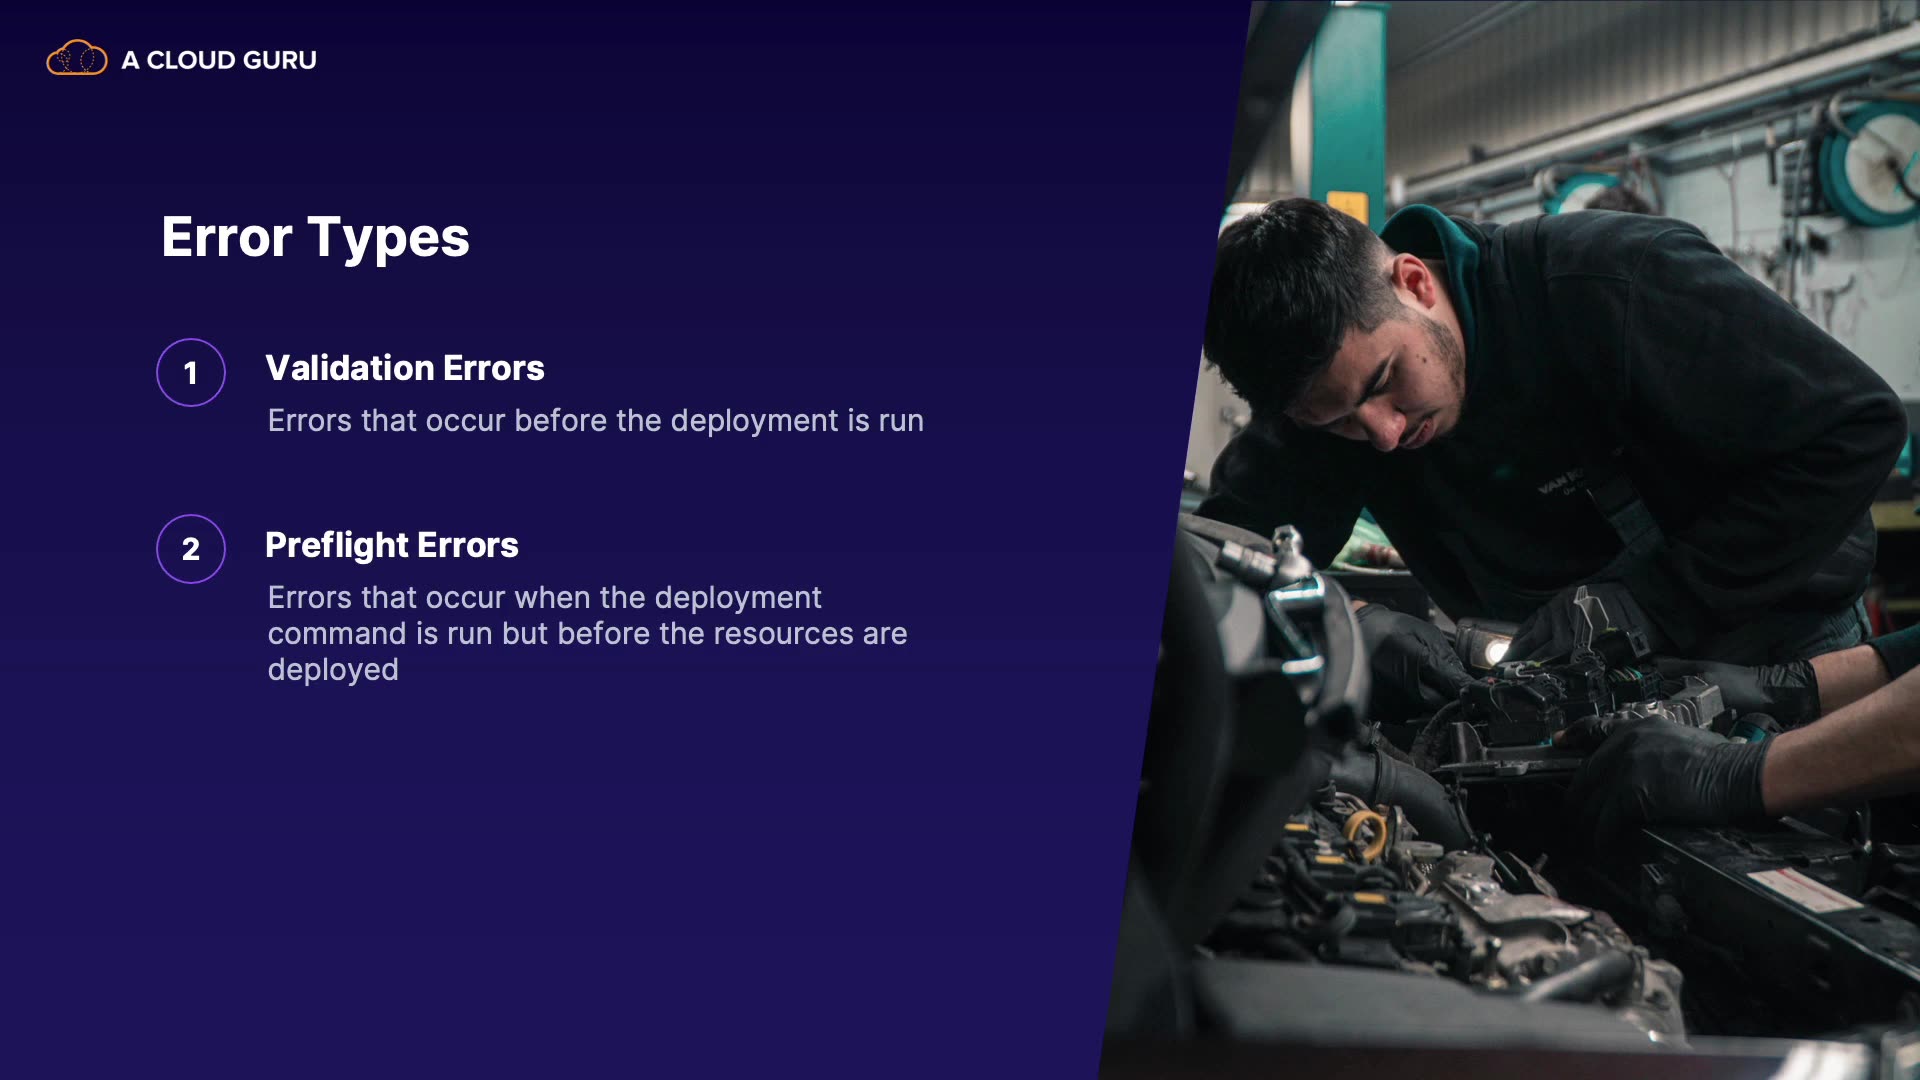 A CLOUD GURU
Error Types
1
Validation Errors
Errors that occur before the deployment is run
2
Preflight Errors
Errors that occur when the deployment
command is run but before the resources are
deployed
VAN